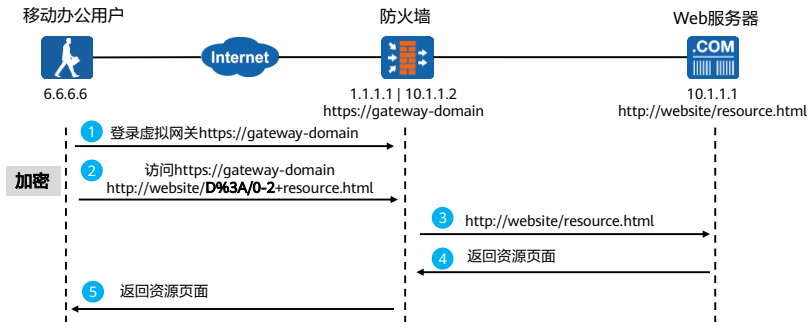 移动办公用户
防火墙
Web服务器
Internet
.COM
6.6.6.6
1.1.1.1 | 10.1.1.2
10.1.1.1
https://gateway-domain
http://website/resource.html
1 登录虚拟网关https://gateway-domain
2 访问https://gateway-domain
http://website/D%3A/0-2+resource.html
加密
3 http://website/resource.html
4 返回资源页面
5 返回资源页面